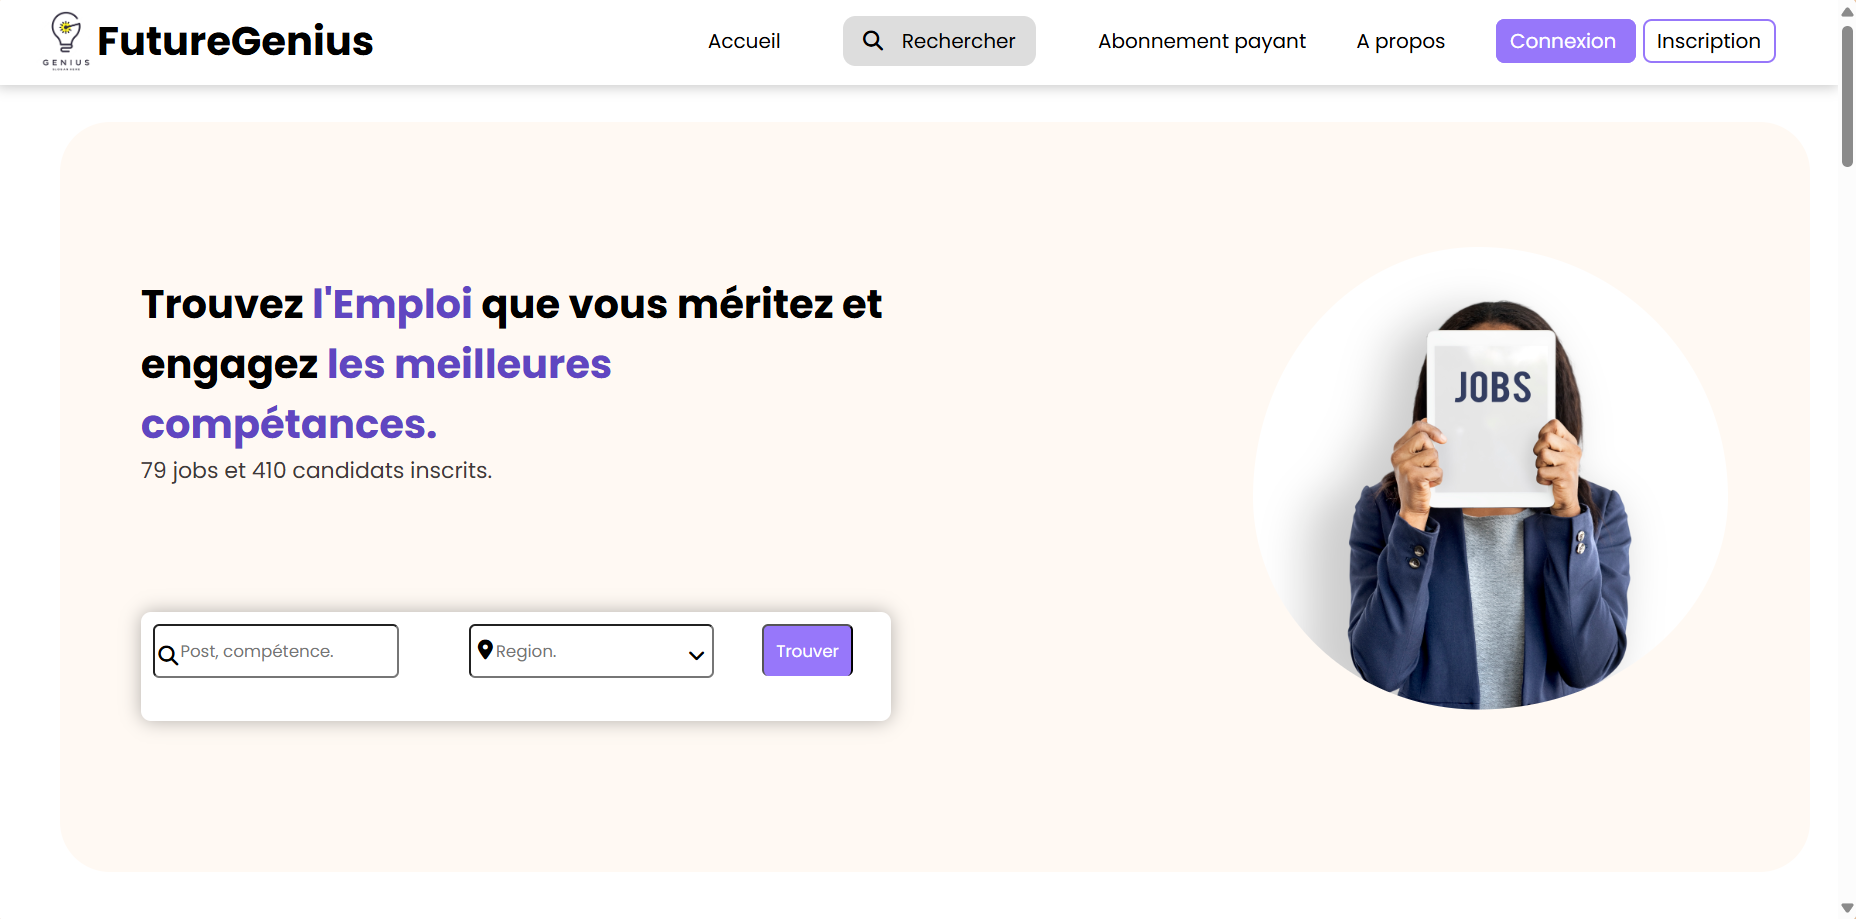 GENIUS
FutureGenius
Accueil
Rechercher
Abonnement payant
A propos
Connexion
Inscription
Trouvez l'Emploi que vous méritez et
engagez les meilleures
compétances.
79 jobs et 410 candidats inscrits.
JOBS
Post, compétence.
Region.
Trouver